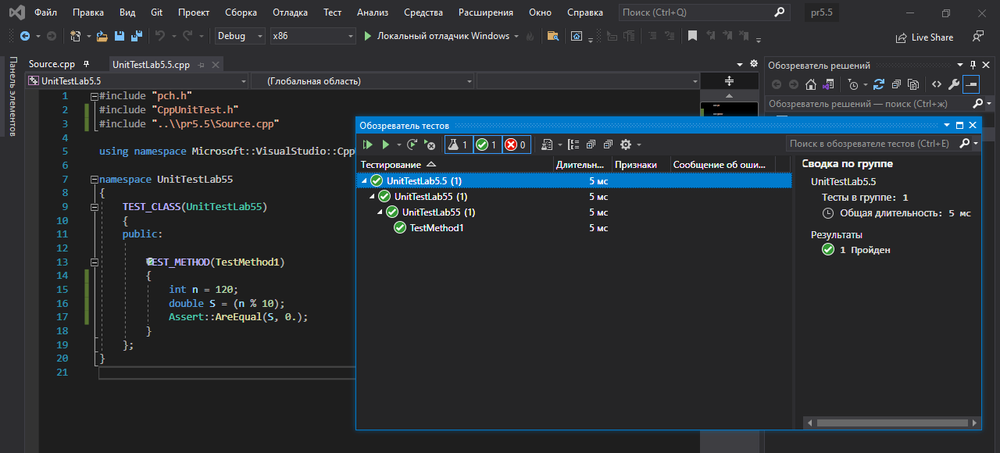 Файл Правка Вид Git Проект Сборка Отладка Тест Анализ Средства Расширения Окно Справка Поиск (Ctrl+Q) pr5.5
Debug x86 Локальный отладчик Windows Live Share
Панель элементов
Source.cpp UnitTestLab5.5.cpp
UnitTestLab5.5 (Глобальная область)
1 #include "pch.h"
2 #include "CppUnitTest.h"
3 #include "..\\pr5.5\Source.cpp"
4
5 using namespace Microsoft::VisualStudio::Cpp
6
7 namespace UnitTestLab55
8 {
9 TEST_CLASS(UnitTestLab55)
10 {
11 public:
12
13 TEST_METHOD(TestMethod1)
14 {
15 int n = 120;
16 double S = (n % 10);
17 Assert::AreEqual(S, 0.);
18 }
19 };
20 }
21
Обозреватель решений
Обозреватель решений — поиск (Ctrl+ж)
Обозреватель тестов
1 1 0 Поиск в обозревателе тестов (Ctrl+E)
Тестирование Длительн... Признаки Сообщение об оши...
UnitTestLab5.5 (1) 5 мс
UnitTestLab55 (1) 5 мс
UnitTestLab55 (1) 5 мс
TestMethod1 5 мс
Сводка по группе
UnitTestLab5.5
Тесты в группе: 1
Общая длительность: 5 мс
Результаты
1 Пройден